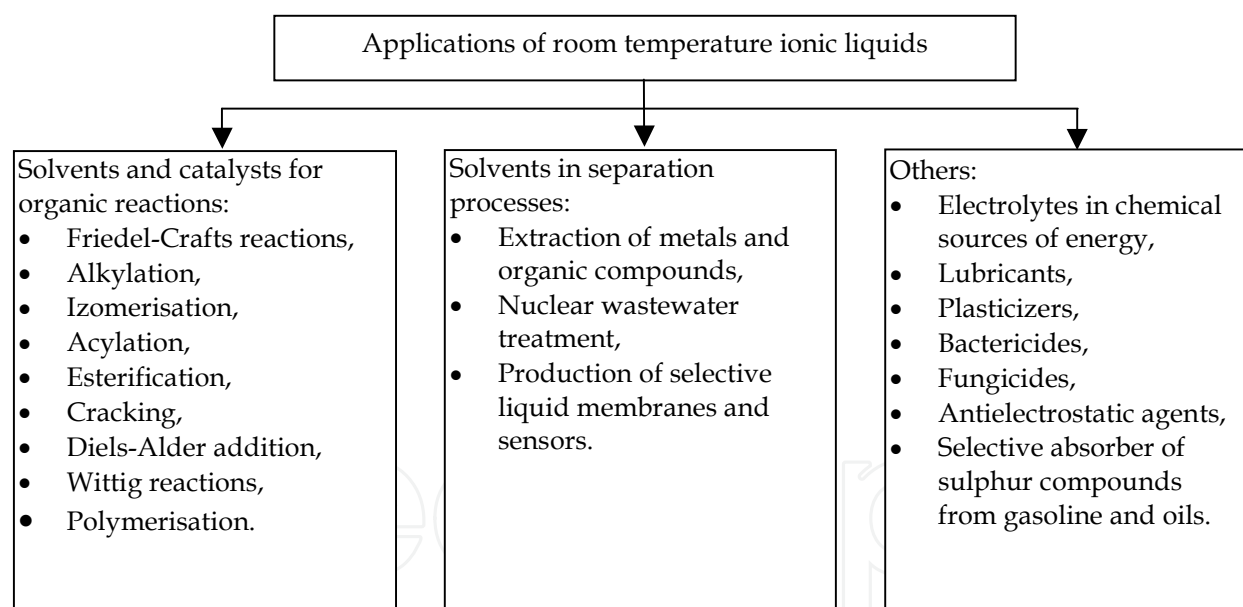 Applications of room temperature ionic liquids
Solvents and catalysts for
organic reactions:
• Friedel-Crafts reactions,
• Alkylation,
• Izomerisation,
• Acylation,
• Esterification,
• Cracking,
• Diels-Alder addition,
• Wittig reactions,
• Polymerisation.
Solvents in separation
processes:
• Extraction of metals and
organic compounds,
• Nuclear wastewater
treatment,
• Production of selective
liquid membranes and
sensors.
Others:
• Electrolytes in chemical
sources of energy,
• Lubricants,
• Plasticizers,
• Bactericides,
• Fungicides,
• Antielectrostatic agents,
• Selective absorber of
sulphur compounds
from gasoline and oils.